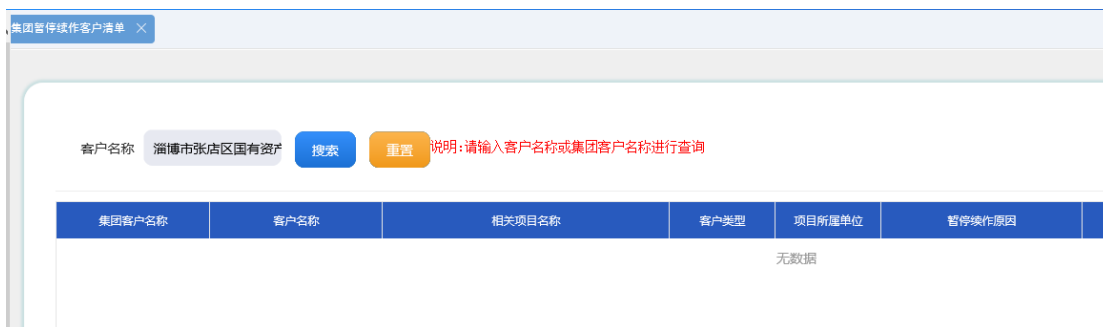 集团暂停续作客户清单
客户名称 淄博市张店区国有资产 搜索 重置 说明:请输入客户名称或集团客户名称进行查询
集团客户名称 客户名称 相关项目名称 客户类型 项目所属单位 暂停续作原因
无数据